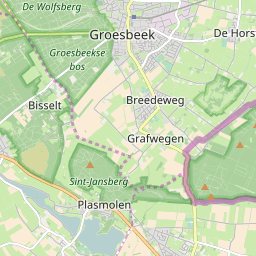 De Wolfsberg
Groesbeek
De Horst
Groesbeekse
bos
Breedeweg
Bisselt
Grafwegen
Sint-Jansberg
Plasmolen